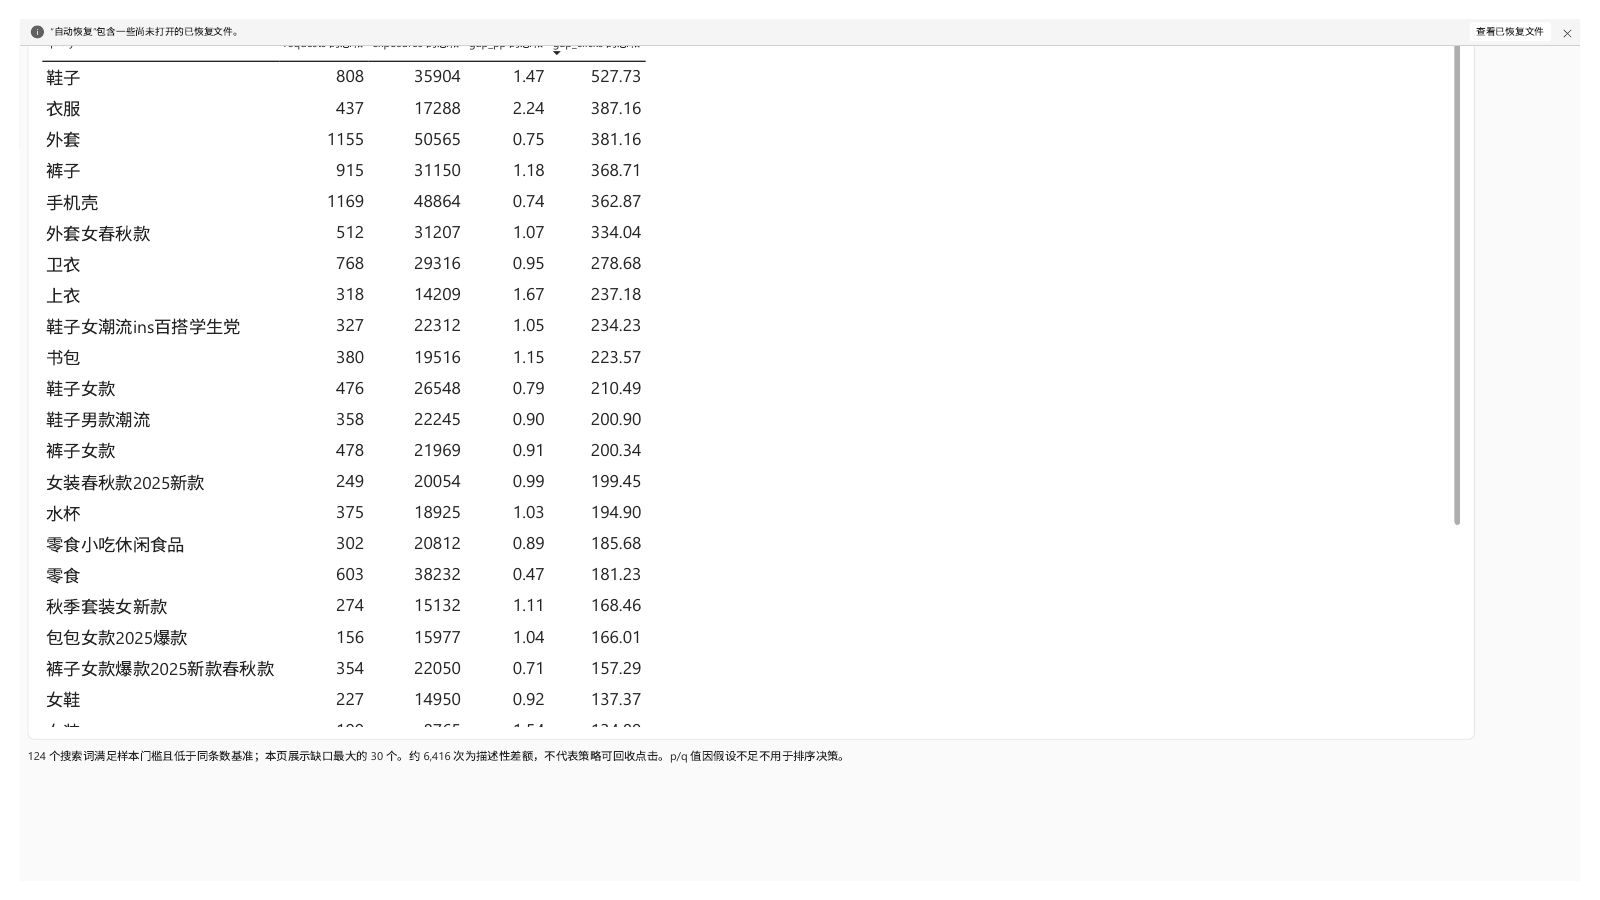 "自动恢复"包含一些尚未打开的已恢复文件。 查看已恢复文件
鞋子 808 35904 1.47 527.73
衣服 437 17288 2.24 387.16
外套 1155 50565 0.75 381.16
裤子 915 31150 1.18 368.71
手机壳 1169 48864 0.74 362.87
外套女春秋款 512 31207 1.07 334.04
卫衣 768 29316 0.95 278.68
上衣 318 14209 1.67 237.18
鞋子女潮流ins百搭学生党 327 22312 1.05 234.23
书包 380 19516 1.15 223.57
鞋子女款 476 26548 0.79 210.49
鞋子男款潮流 358 22245 0.90 200.90
裤子女款 478 21969 0.91 200.34
女装春秋款2025新款 249 20054 0.99 199.45
水杯 375 18925 1.03 194.90
零食小吃休闲食品 302 20812 0.89 185.68
零食 603 38232 0.47 181.23
秋季套装女新款 274 15132 1.11 168.46
包包女款2025爆款 156 15977 1.04 166.01
裤子女款爆款2025新款春秋款 354 22050 0.71 157.29
女鞋 227 14950 0.92 137.37
124 个搜索词满足样本门槛且低于同条数基准；本页展示缺口最大的 30 个。约 6,416 次为描述性差额，不代表策略可回收点击。p/q 值因假设不足不用于排序决策。